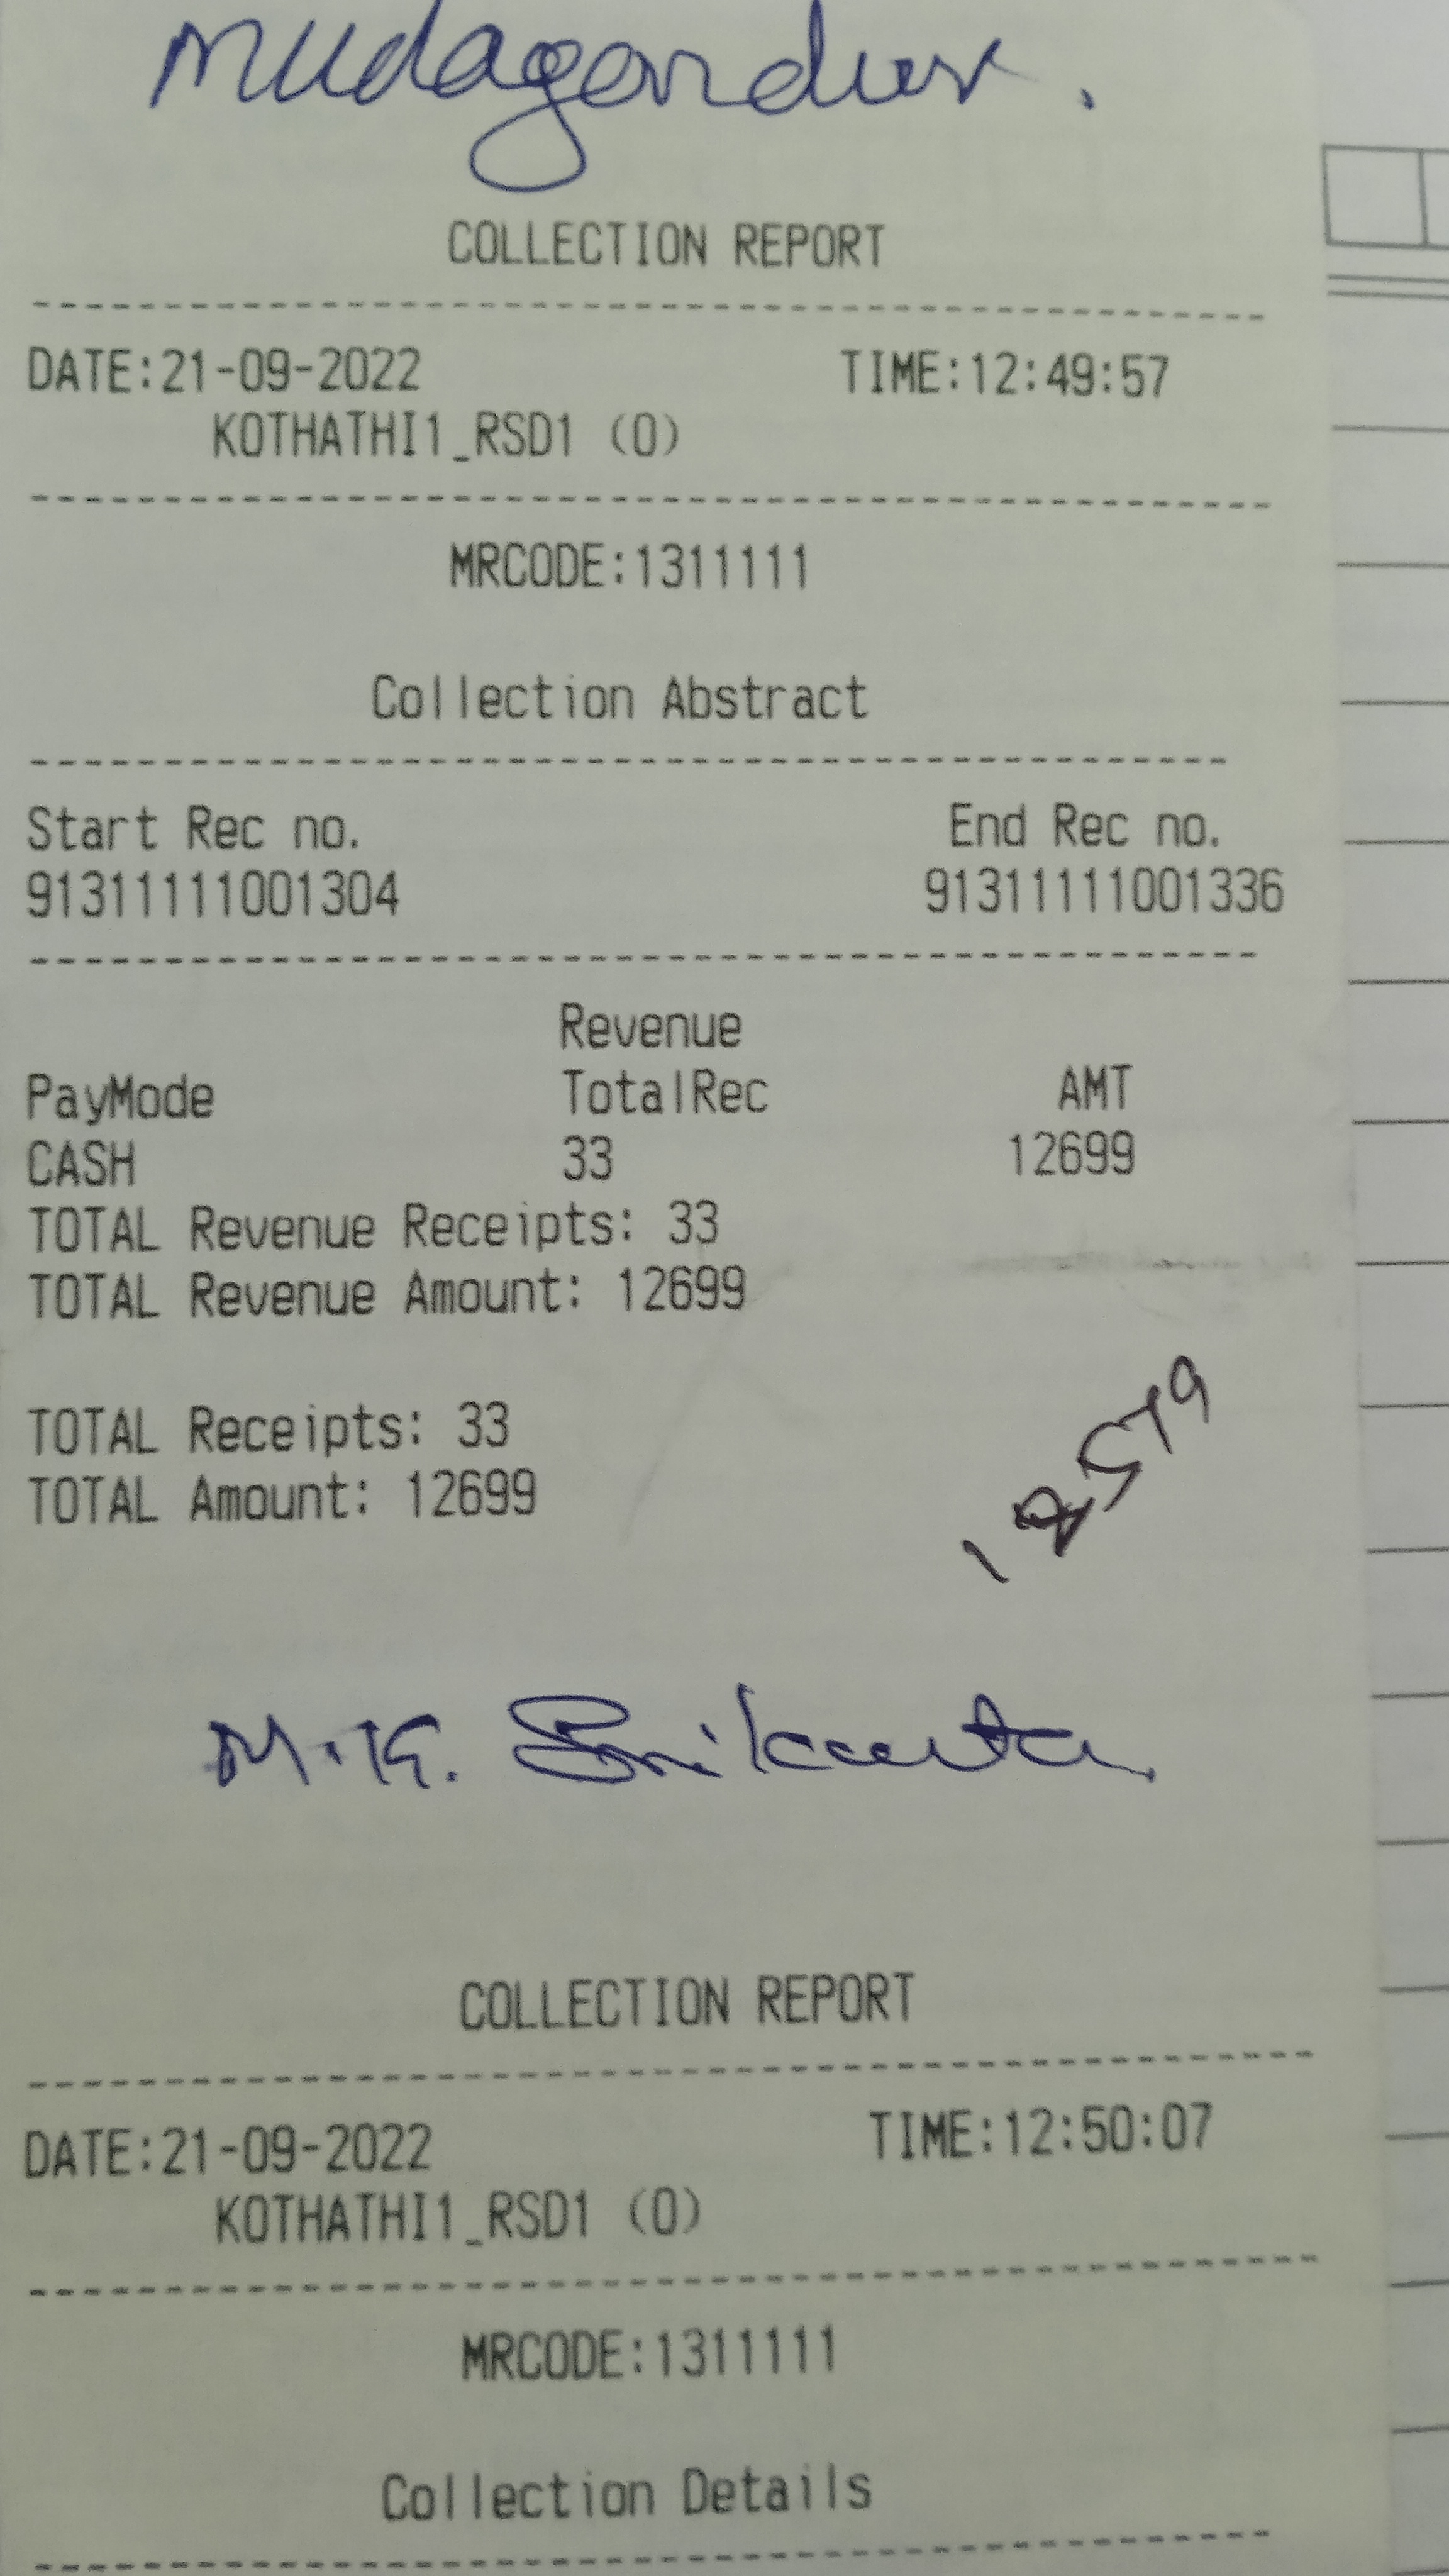 Mudagandur.
COLLECTION REPORT
--------------------------------------------
DATE:21-09-2022 TIME:12:49:57
KOTHATHI1_RSD1 (0)
--------------------------------------------
MRCODE:1311111
Collection Abstract
--------------------------------------------
Start Rec no. End Rec no.
91311111001304 91311111001336
--------------------------------------------
Revenue
PayMode TotalRec AMT
CASH 33 12699
TOTAL Revenue Receipts: 33
TOTAL Revenue Amount: 12699
TOTAL Receipts: 33
TOTAL Amount: 12699
M.K.
COLLECTION REPORT
--------------------------------------------
DATE:21-09-2022 TIME:12:50:07
KOTHATHI1_RSD1 (0)
--------------------------------------------
MRCODE:1311111
Collection Details
--------------------------------------------